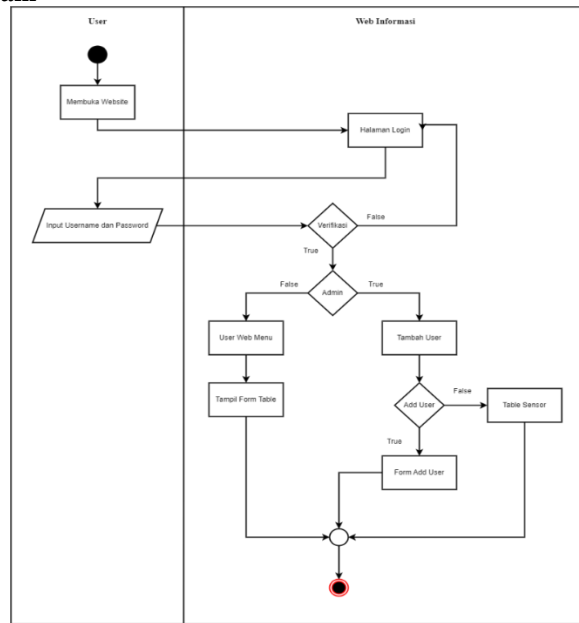 User
Web Informasi
Membuka Website
Halaman Login
Input Username dan Password
Verifikasi
False
True
Admin
False
True
User Web Menu
Tambah User
Tampil Form Table
Add User
False
Table Sensor
True
Form Add User